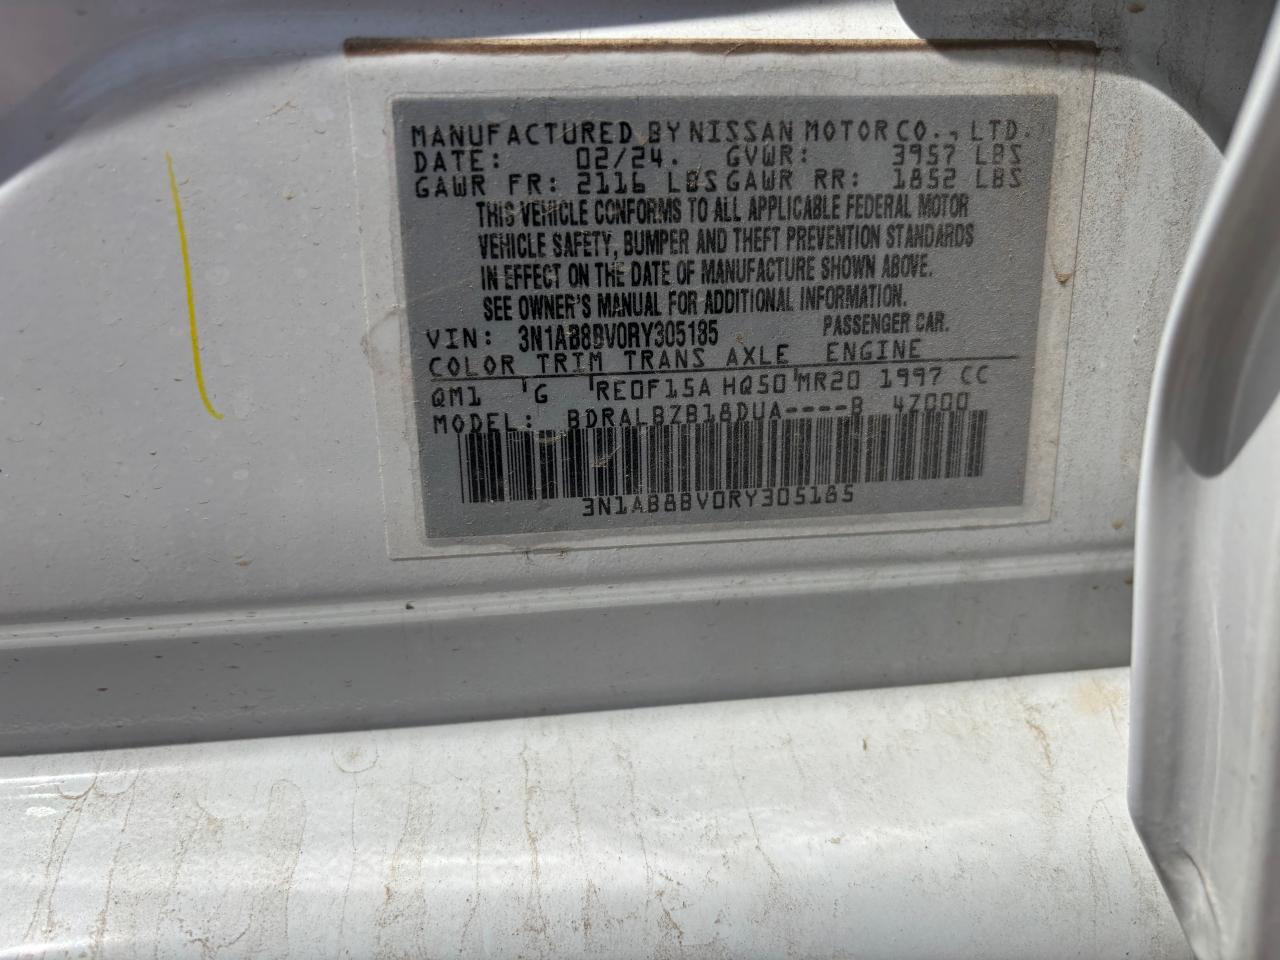 MANUFACTURED BY NISSAN MOTOR CO., LTD.
DATE: 02/24. GVWR: 3957 LBS
GAWR FR: 2116 LBS GAWR RR: 1852 LBS
THIS VEHICLE CONFORMS TO ALL APPLICABLE FEDERAL MOTOR
VEHICLE SAFETY, BUMPER AND THEFT PREVENTION STANDARDS
IN EFFECT ON THE DATE OF MANUFACTURE SHOWN ABOVE.
SEE OWNER'S MANUAL FOR ADDITIONAL INFORMATION.
VIN: 3N1AB8BV0RY305185 PASSENGER CAR.
COLOR TRIM TRANS AXLE ENGINE
QM1 G RE0F15A HQ50 MR20 1997 CC
MODEL: BDRALBZB18DUA----B 47000
3N1AB8BV0RY305185